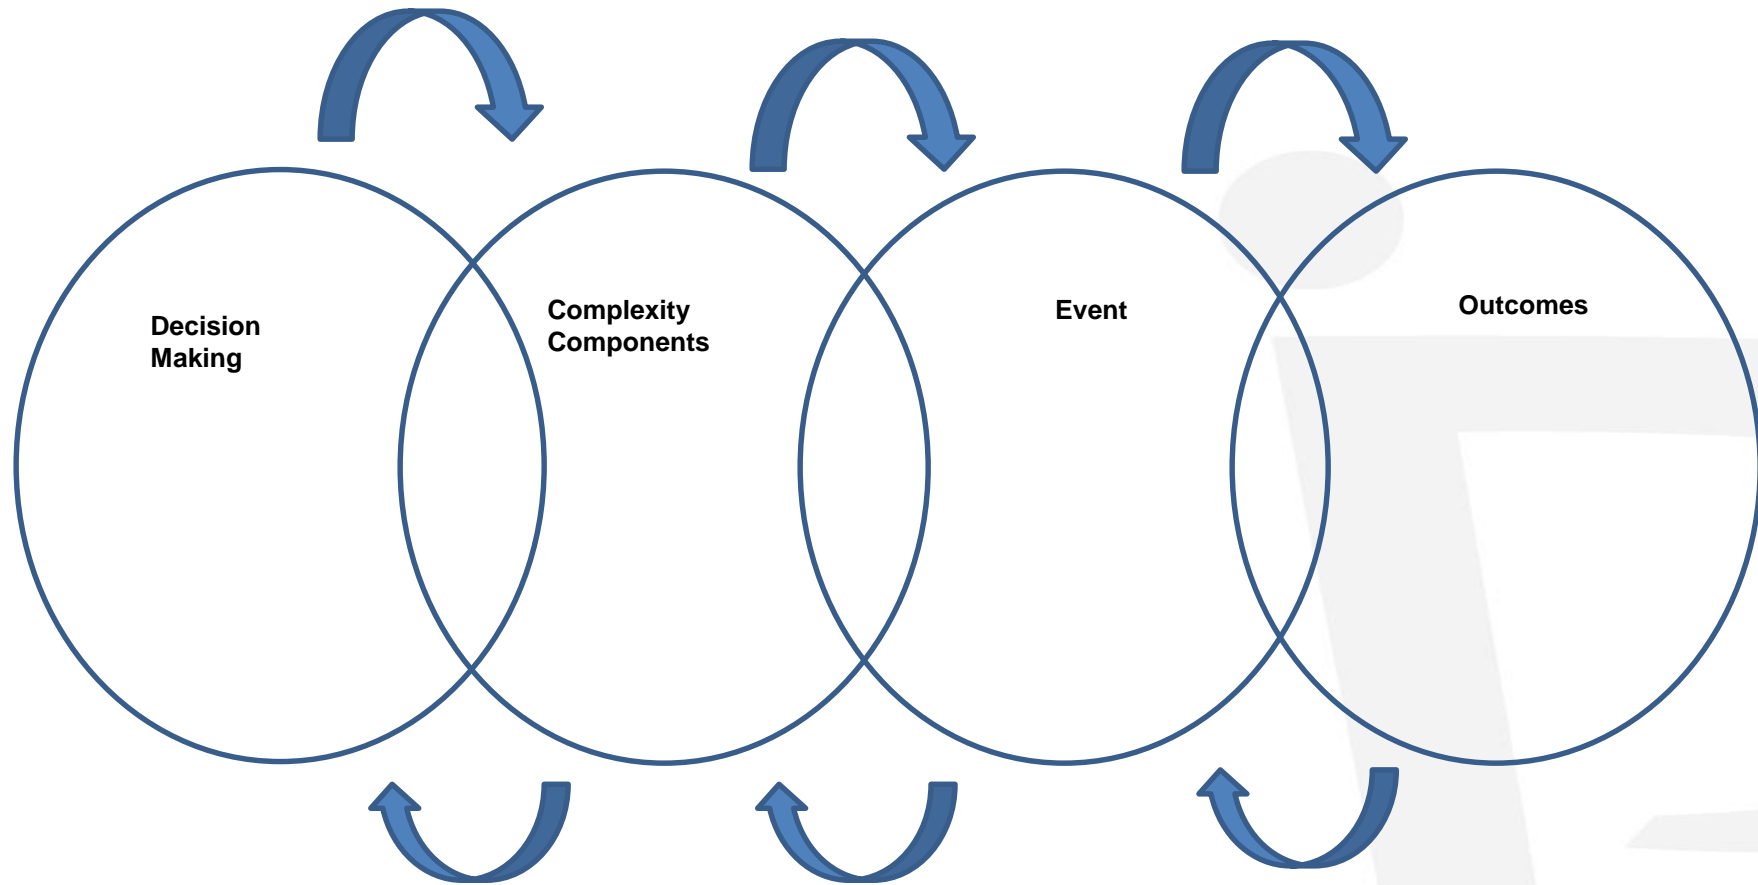 Decision
Making
Complexity
Components
Event
Outcomes